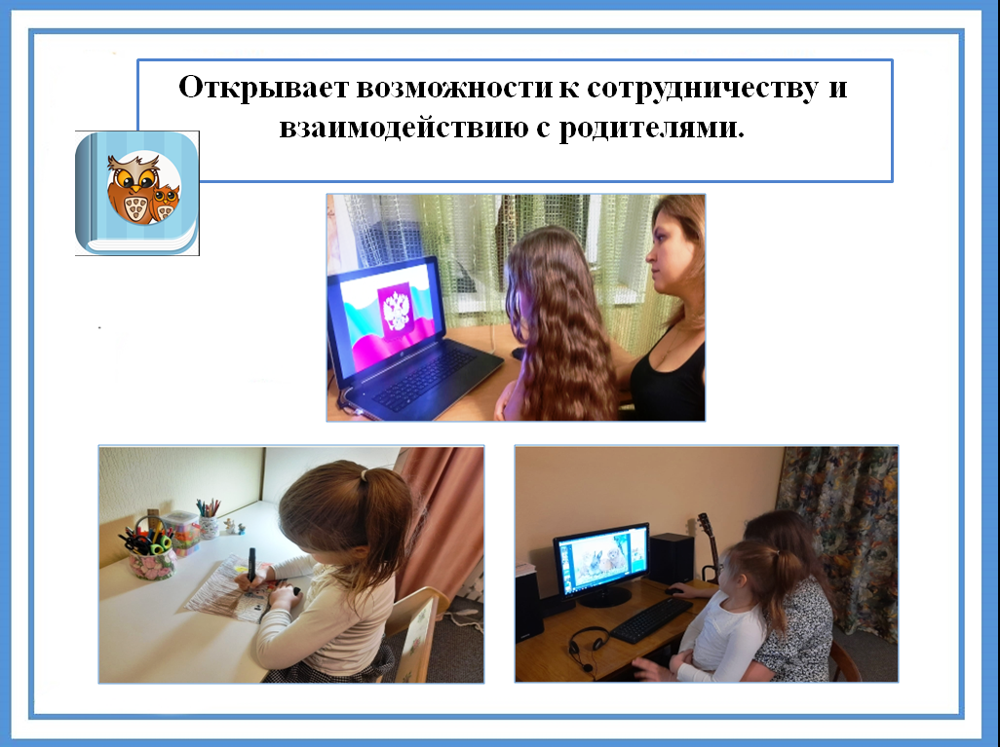 Открывает возможности к сотрудничеству и
взаимодействию с родителями.